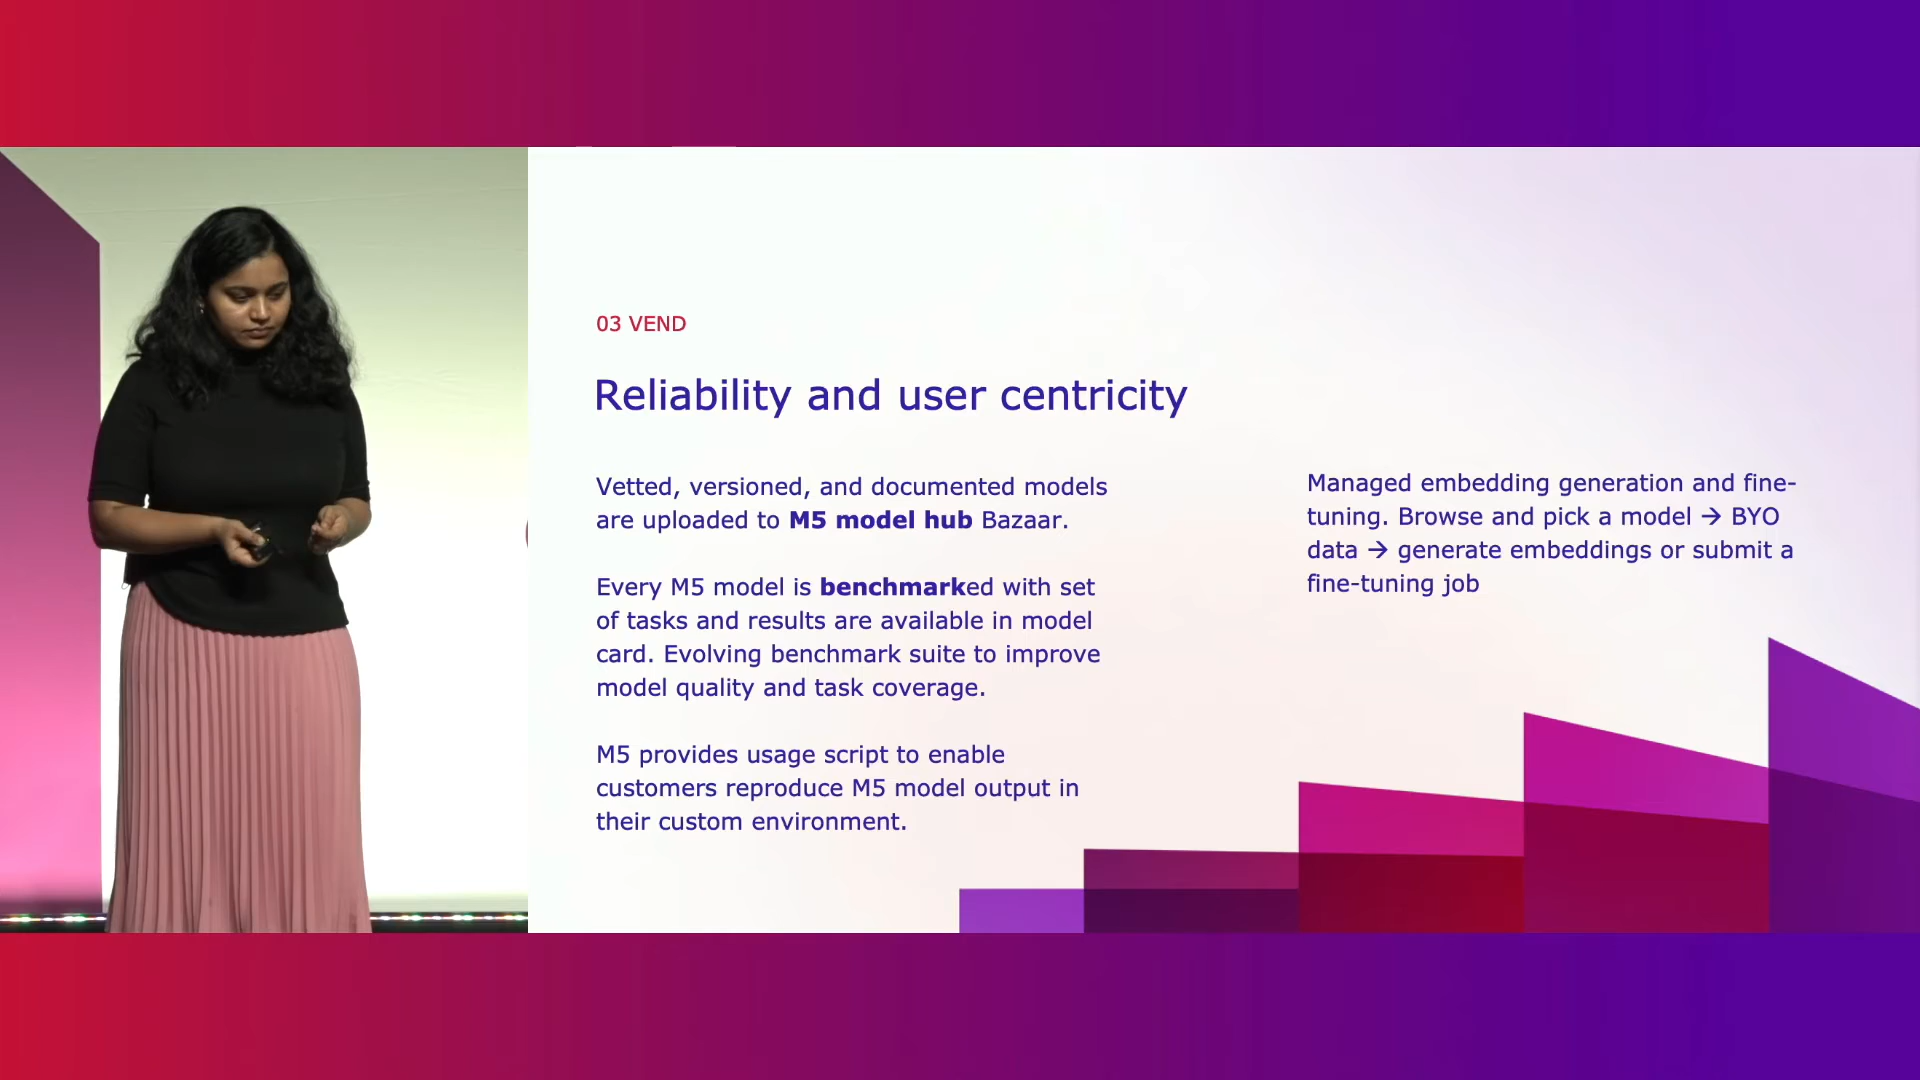 03 VEND
Reliability and user centricity
Vetted, versioned, and documented models
are uploaded to M5 model hub Bazaar.
Every M5 model is benchmarked with set
of tasks and results are available in model
card. Evolving benchmark suite to improve
model quality and task coverage.
M5 provides usage script to enable
customers reproduce M5 model output in
their custom environment.
Managed embedding generation and fine-
tuning. Browse and pick a model → BYO
data → generate embeddings or submit a
fine-tuning job